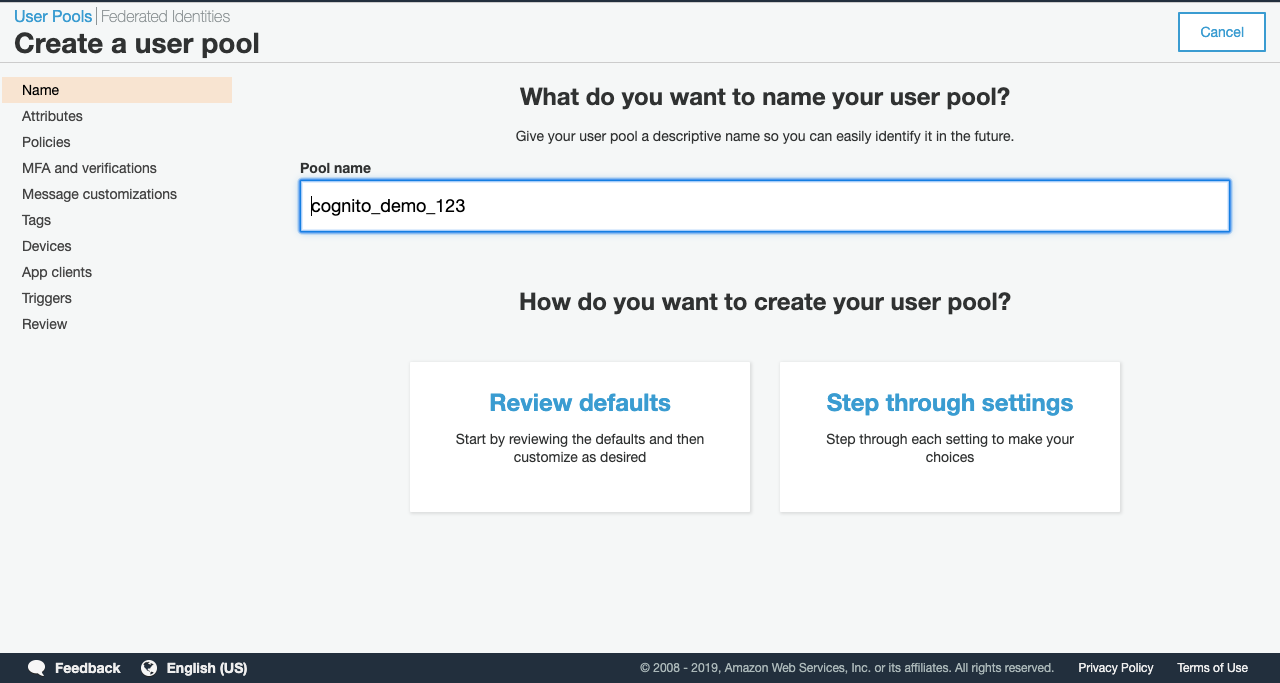 User Pools | Federated Identities
Create a user pool
Cancel
Name
Attributes
Policies
MFA and verifications
Message customizations
Tags
Devices
App clients
Triggers
Review
What do you want to name your user pool?
Give your user pool a descriptive name so you can easily identify it in the future.
Pool name
cognito_demo_123
How do you want to create your user pool?
Review defaults
Start by reviewing the defaults and then
customize as desired
Step through settings
Step through each setting to make your
choices
Feedback English (US) © 2008 - 2019, Amazon Web Services, Inc. or its affiliates. All rights reserved. Privacy Policy Terms of Use